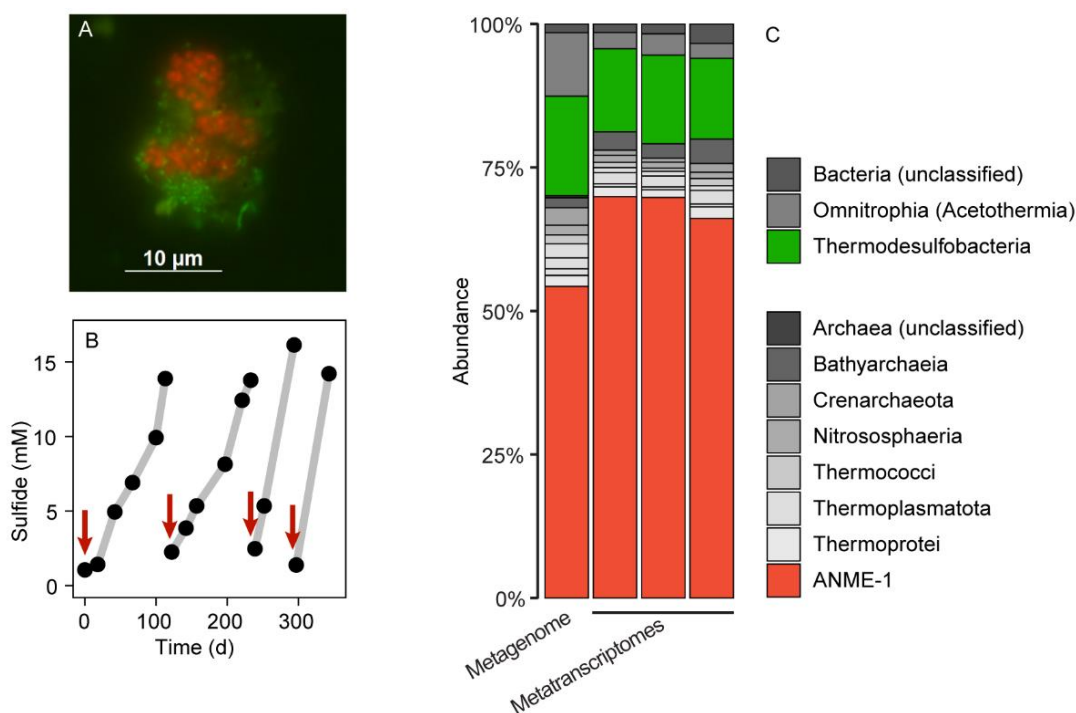 A
10 µm
B
15
10
5
0
Sulfide (mM)
0 100 200 300
Time (d)
C
100%
75%
50%
25%
0%
Abundance
Metagenome
Metatranscriptomes
Bacteria (unclassified)
Omnitrophia (Acetothermia)
Thermodesulfobacteria
Archaea (unclassified)
Bathyarchaeia
Crenarchaeota
Nitrososphaeria
Thermococci
Thermoplasmatota
Thermoprotei
ANME-1